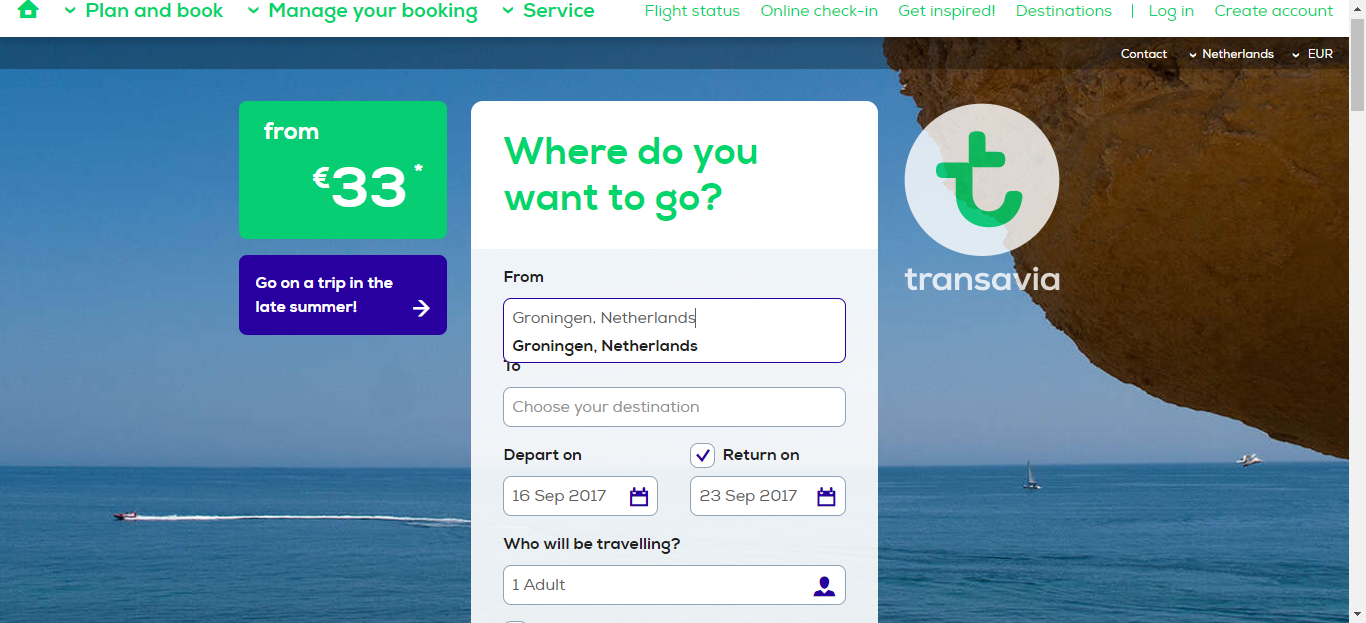 Plan and book Manage your booking Service Flight status Online check-in Get inspired! Destinations | Log in Create account
Contact Netherlands EUR
from
€33*
Go on a trip in the
late summer!
Where do you
want to go?
From
Groningen, Netherlands
Groningen, Netherlands
To
Choose your destination
Depart on Return on
16 Sep 2017 23 Sep 2017
Who will be travelling?
1 Adult
transavia